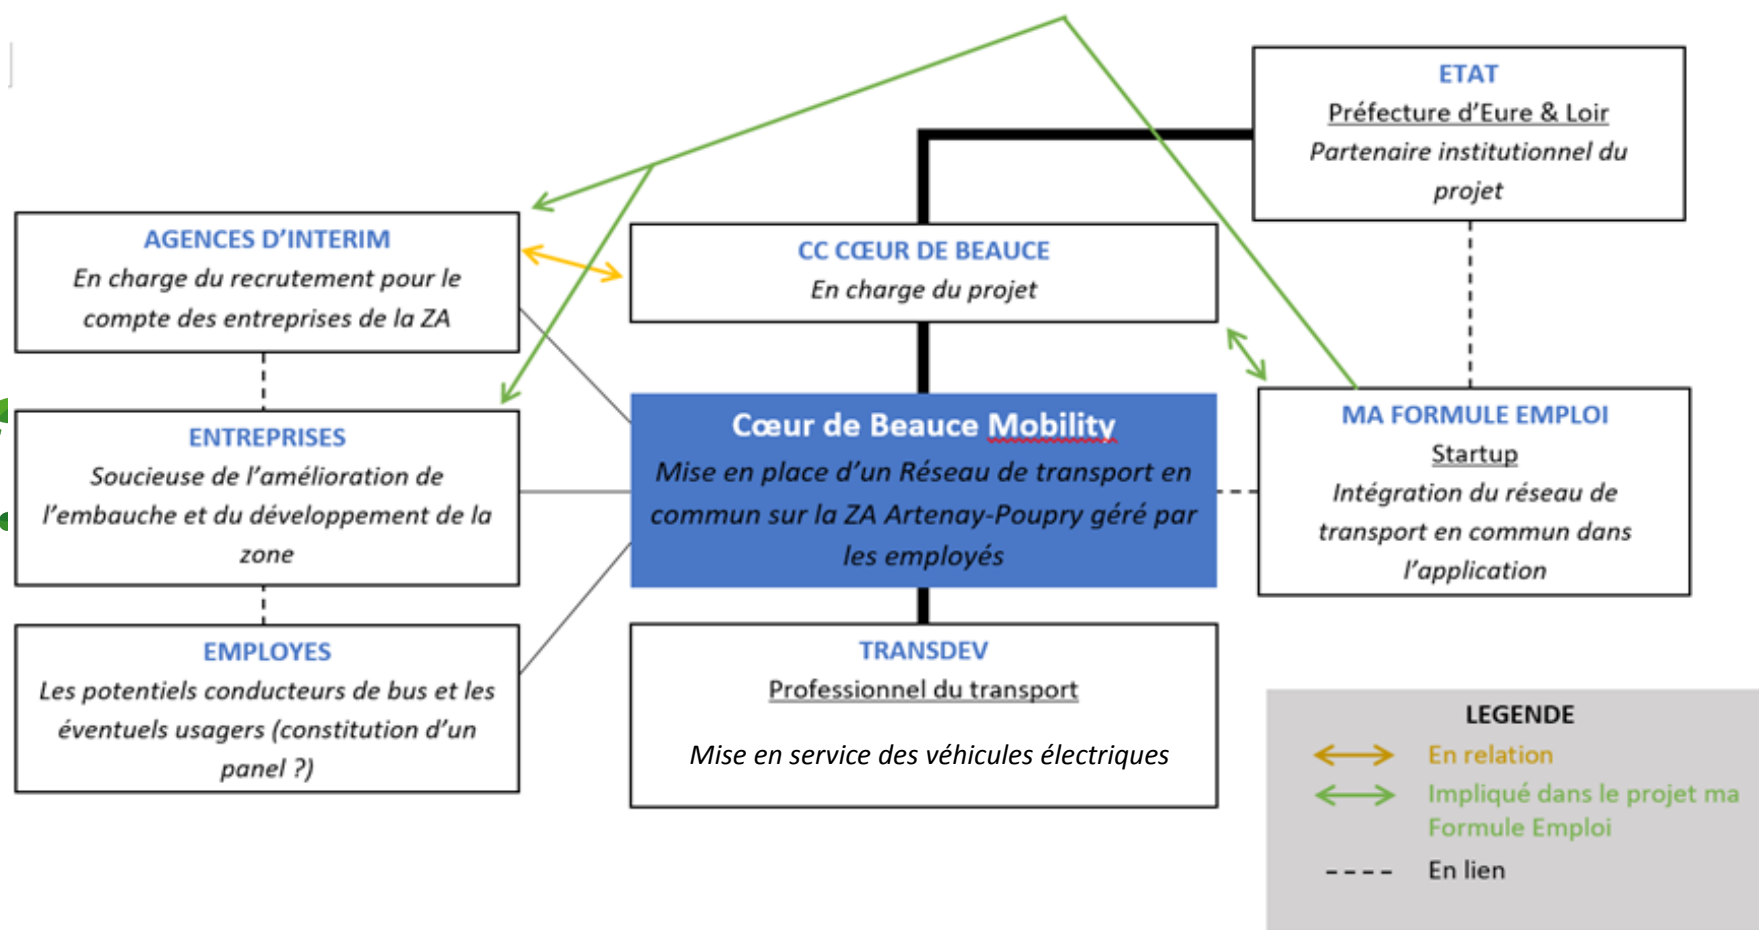 ETAT
Préfecture d'Eure & Loir
Partenaire institutionnel du
projet
AGENCES D'INTERIM
En charge du recrutement pour le
compte des entreprises de la ZA
CC CŒUR DE BEAUCE
En charge du projet
ENTREPRISES
Soucieuse de l'amélioration de
l'embauche et du développement de la
zone
Cœur de Beauce Mobility
Mise en place d'un Réseau de transport en
commun sur la ZA Artenay-Poupry géré par
les employés
MA FORMULE EMPLOI
Startup
Intégration du réseau de
transport en commun dans
l'application
EMPLOYES
Les potentiels conducteurs de bus et les
éventuels usagers (constitution d'un
panel ?)
TRANSDEV
Professionnel du transport
Mise en service des véhicules électriques
LEGENDE
En relation
Impliqué dans le projet ma
Formule Emploi
En lien